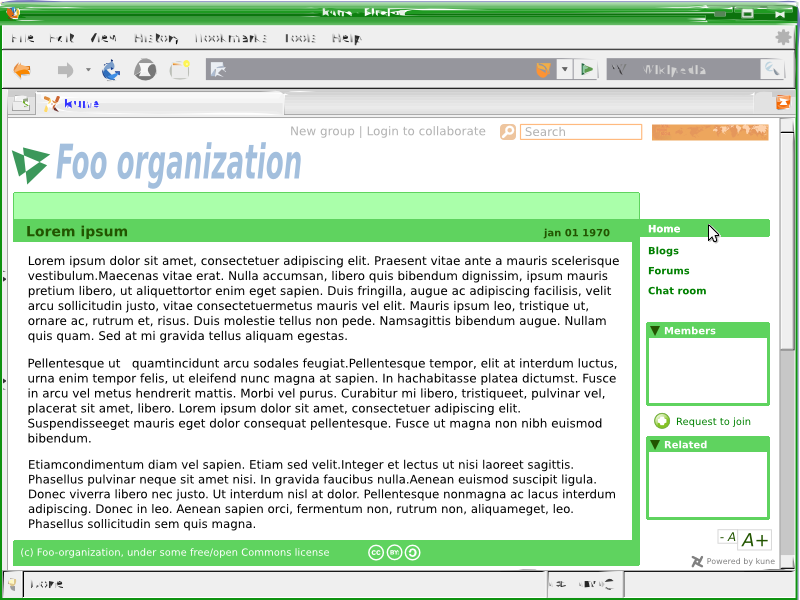 kune - Firefox
File Edit View History Bookmarks Tools Help
Wikipedia
kune
New group | Login to collaborate Search
Foo organization
Lorem ipsum jan 01 1970
Lorem ipsum dolor sit amet, consectetuer adipiscing elit. Praesent vitae ante a mauris scelerisque
vestibulum.Maecenas vitae erat. Nulla accumsan, libero quis bibendum dignissim, ipsum mauris
pretium libero, ut aliquettortor enim eget sapien. Duis fringilla, augue ac adipiscing facilisis, velit
arcu sollicitudin justo, vitae consectetuermetus mauris vel elit. Mauris ipsum leo, tristique ut,
ornare ac, rutrum et, risus. Duis molestie tellus non pede. Namsagittis bibendum augue. Nullam
quis quam. Sed at mi gravida tellus aliquam egestas.
Pellentesque ut quamtincidunt arcu sodales feugiat.Pellentesque tempor, elit at interdum luctus,
urna enim tempor felis, ut eleifend nunc magna at sapien. In hachabitasse platea dictumst. Fusce
in arcu vel metus hendrerit mattis. Morbi vel purus. Curabitur mi libero, tristiqueet, pulvinar vel,
placerat sit amet, libero. Lorem ipsum dolor sit amet, consectetuer adipiscing elit.
Suspendisseeget mauris eget dolor consequat pellentesque. Fusce ut magna non nibh euismod
bibendum.
Etiamcondimentum diam vel sapien. Etiam sed velit.Integer et lectus ut nisi laoreet sagittis.
Phasellus pulvinar neque sit amet nisi. In gravida faucibus nulla.Aenean euismod suscipit ligula.
Donec viverra libero nec justo. Ut interdum nisl at dolor. Pellentesque nonmagna ac lacus interdum
adipiscing. Donec in leo. Aenean sapien orci, fermentum non, rutrum non, aliquameget, leo.
Phasellus sollicitudin sem quis magna.
(c) Foo-organization, under some free/open Commons license
cc BY:
Home
Blogs
Forums
Chat room
Members
Request to join
Related
- A A+
Powered by kune